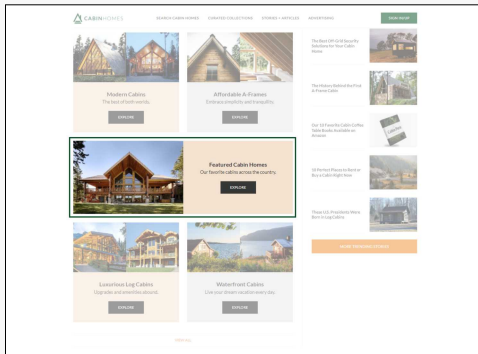 CABINHOMES
SEARCH CABIN HOMES
CURATED COLLECTIONS
STORIES + ARTICLES
ADVERTISING
Modern Cabins
The best of both worlds.
EXPLORE
Affordable A-Frames
Embrace simplicity and tranquility.
EXPLORE
Featured Cabin Homes
Our favorite cabins across the country.
EXPLORE
Luxurious Log Cabins
Upgrades and amenities abound.
EXPLORE
Waterfront Cabins
Live your dream vacation every day.
EXPLORE
VIEW ALL
The Best Off-Grid Security
Solutions for Your Cabin
Home
The History Behind the First
A-Frame Cabin
Our 10 Favorite Cabin Coffee
Table Books Available on
Amazon
10 Perfect Places to Rent or
Buy a Cabin Right Now
These U.S. Presidents Were
Born in Log Cabins
MORE TRENDING STORIES